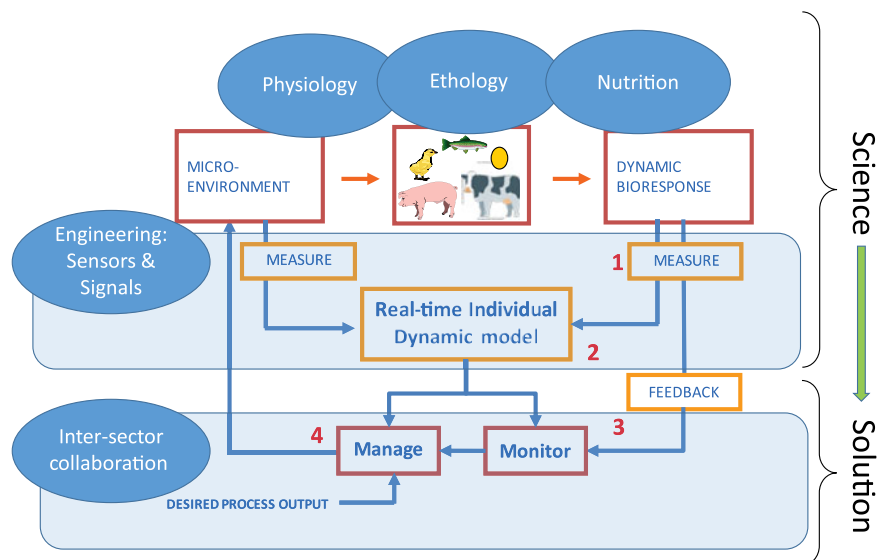 Physiology
Ethology
Nutrition
MICRO-
ENVIRONMENT
DYNAMIC
BIORESPONSE
Science
Engineering:
Sensors &
Signals
MEASURE
1
MEASURE
Real-time Individual
Dynamic model
2
FEEDBACK
Inter-sector
collaboration
4
Manage
Monitor
3
Solution
DESIRED PROCESS OUTPUT